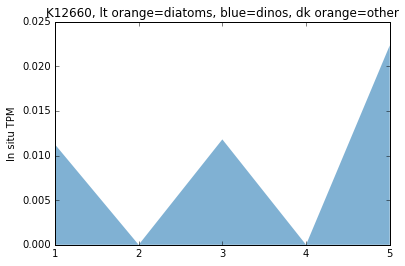 K12660, lt orange=diatoms, blue=dinos, dk orange=other
0.025
0.020
0.015
0.010
0.005
0.000
In situ TPM
1 2 3 4 5